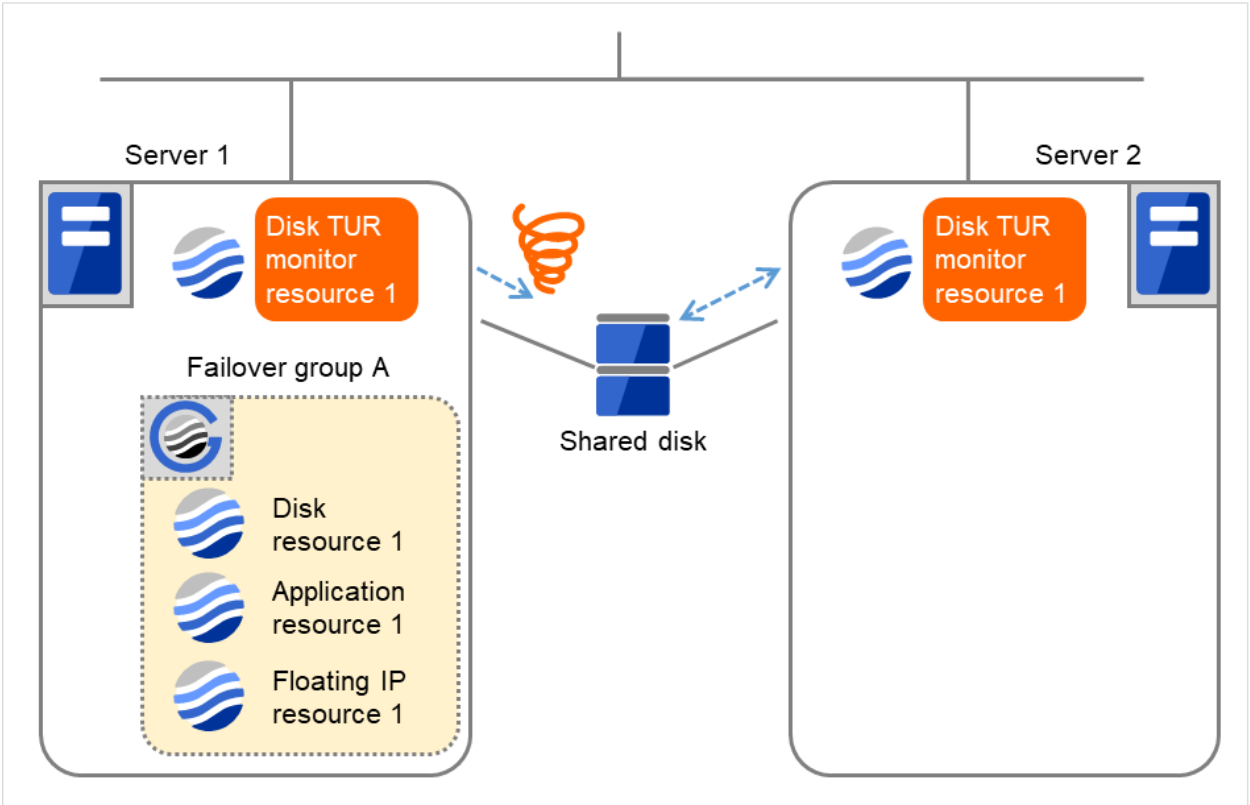 Server 1
Server 2
Disk TUR
monitor
resource 1
Disk TUR
monitor
resource 1
Failover group A
Shared disk
Disk
resource 1
Application
resource 1
Floating IP
resource 1